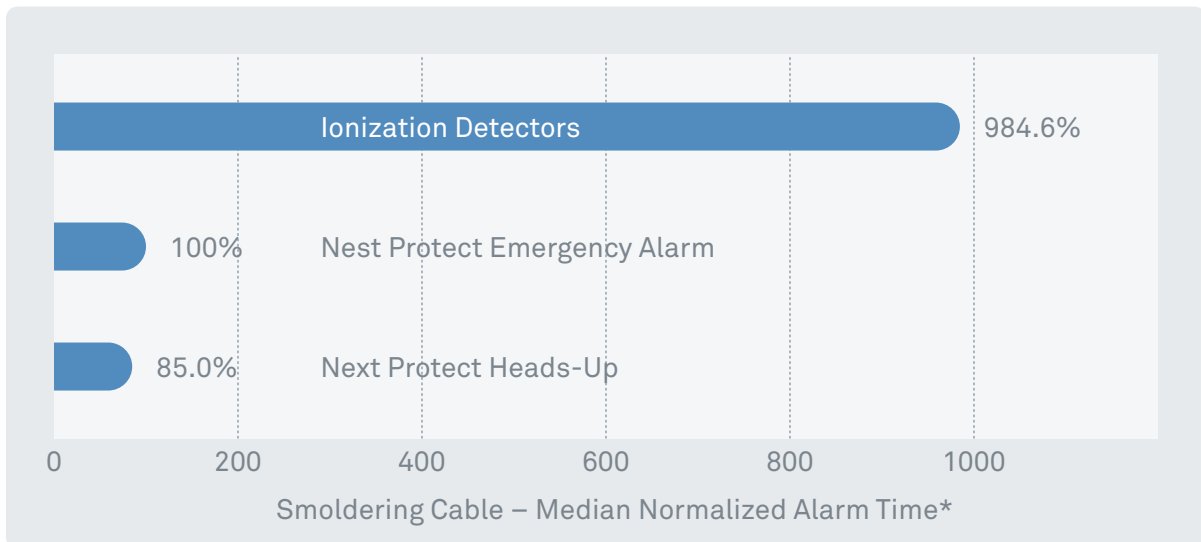 Ionization Detectors 984.6%
100% Nest Protect Emergency Alarm
85.0% Next Protect Heads-Up
0 200 400 600 800 1000
Smoldering Cable – Median Normalized Alarm Time*